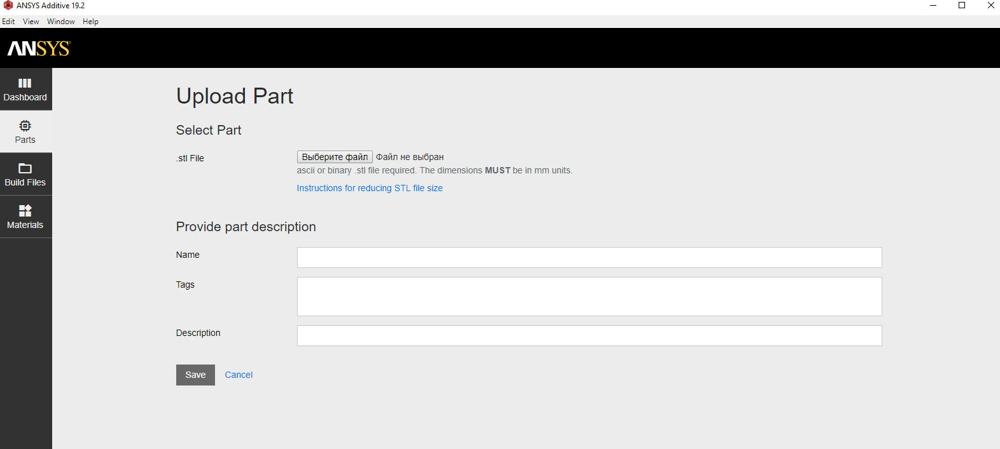 ANSYS Additive 19.2
Edit View Window Help
ANSYS
Dashboard
Parts
Build Files
Materials
Upload Part
Select Part
.stl File
Выберите файл Файл не выбран
ascii or binary .stl file required. The dimensions MUST be in mm units.
Instructions for reducing STL file size
Provide part description
Name
Tags
Description
Save Cancel